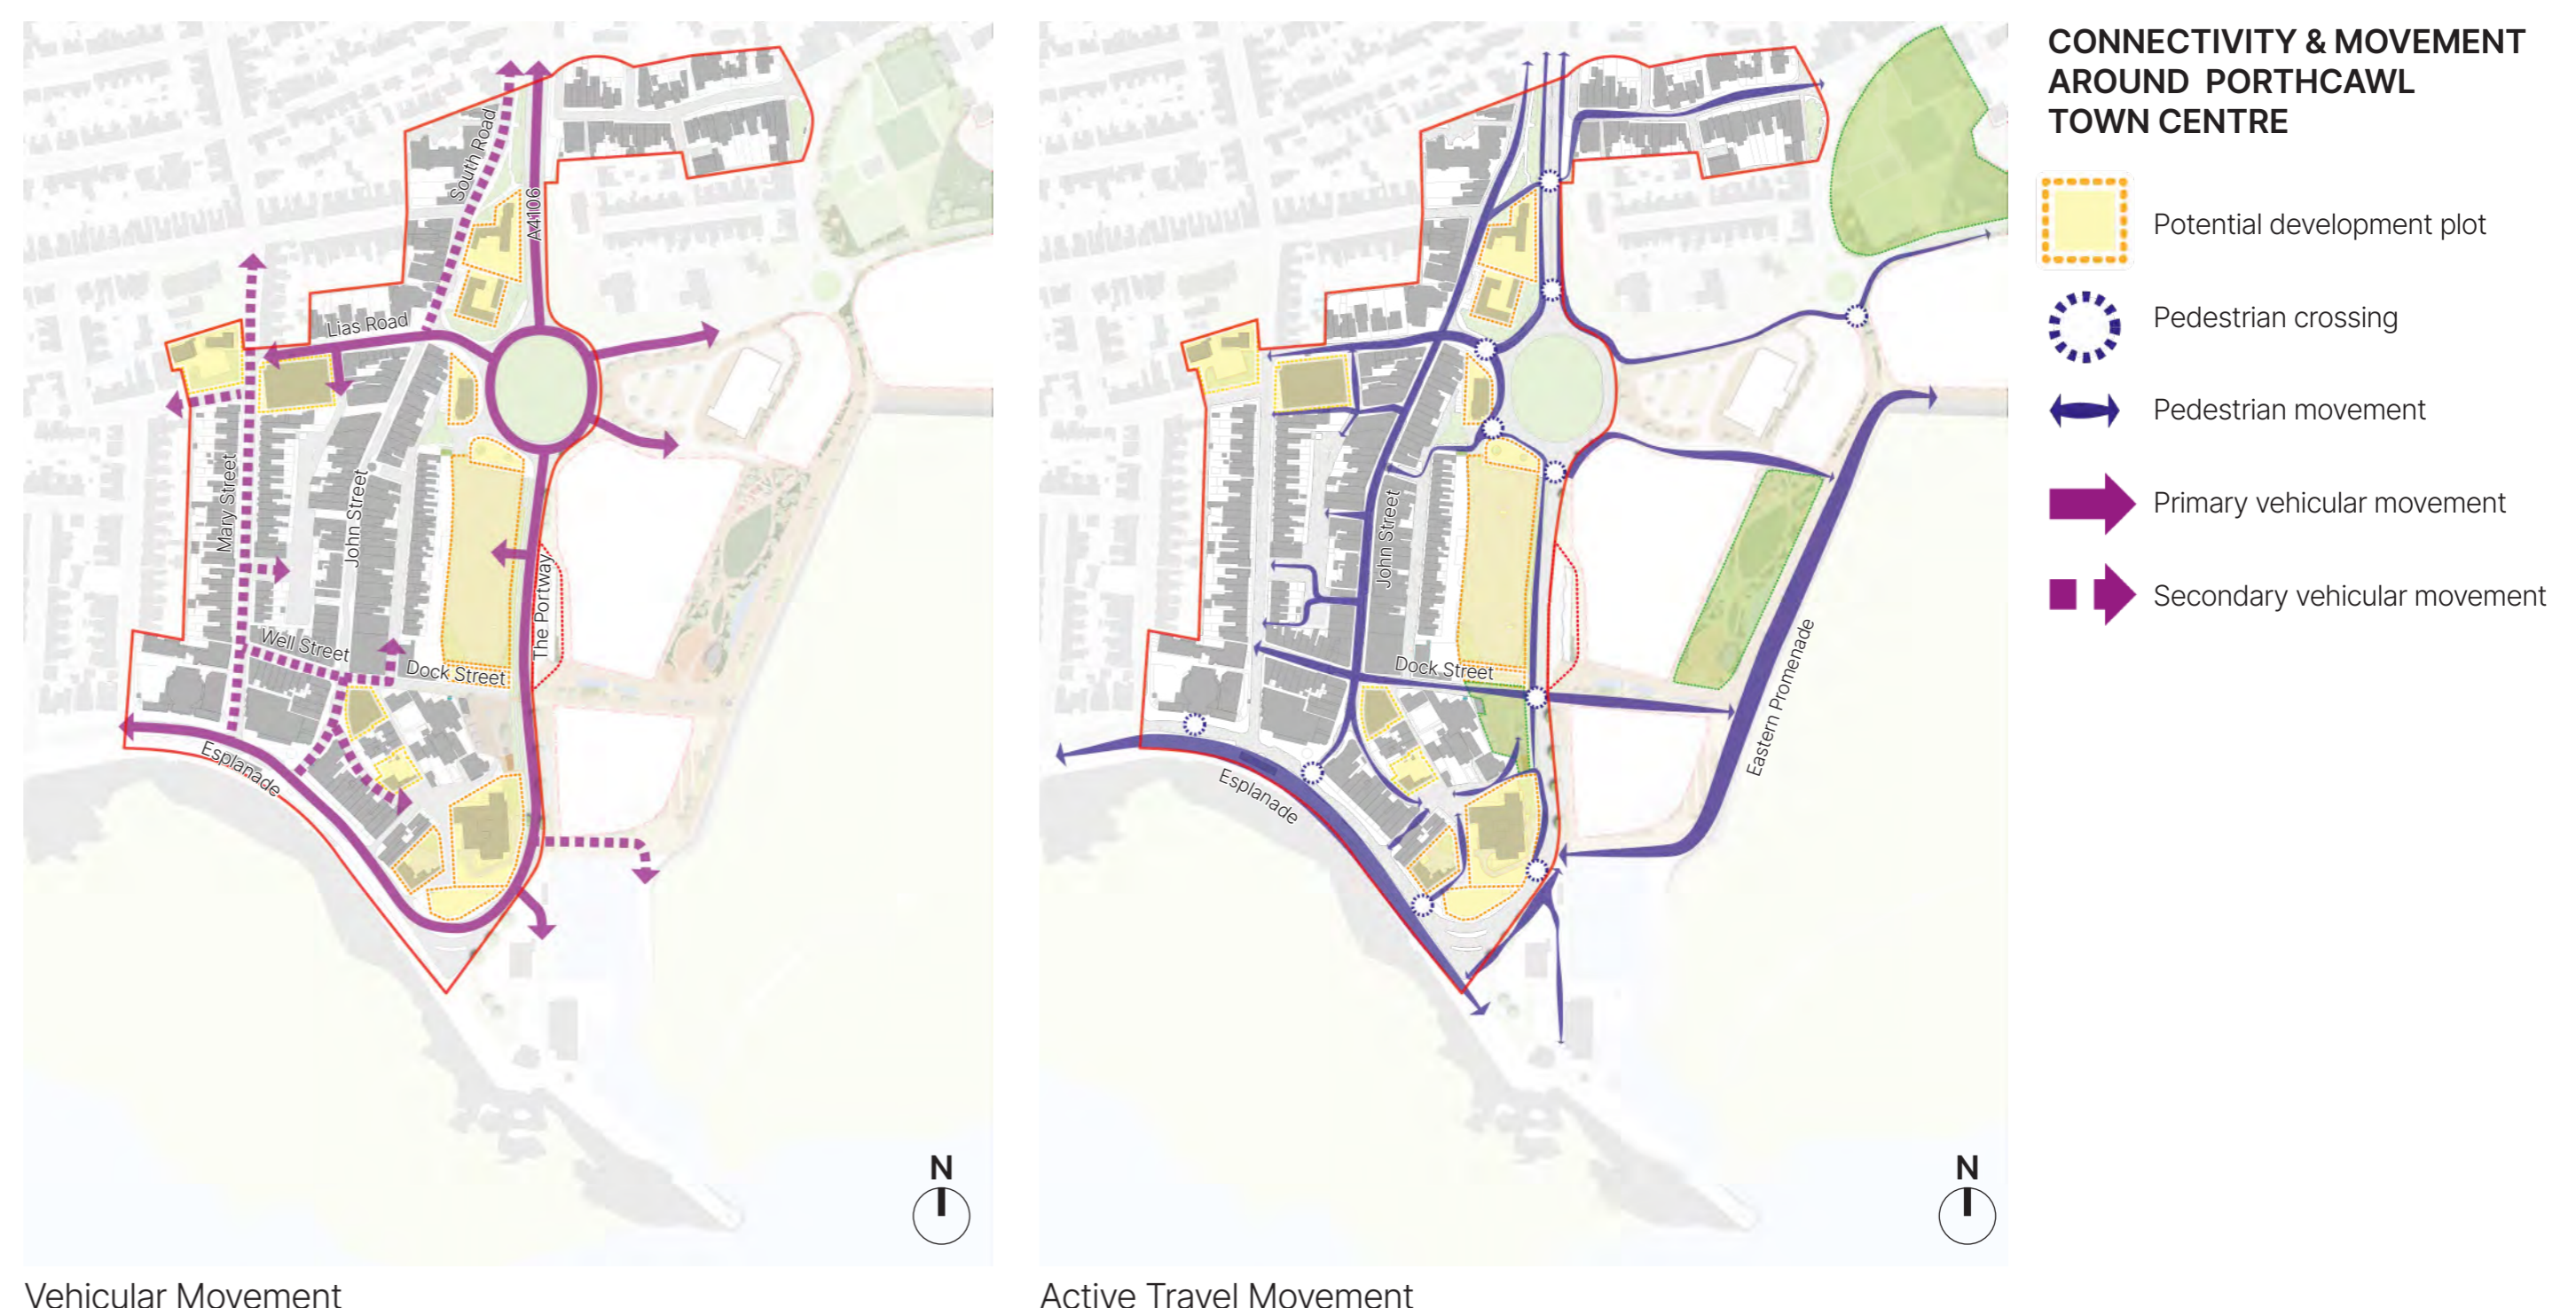 South Road
A4106
Lias Road
Mary Street
John Street
The Portway
Well Street
Dock Street
Esplanade
N
Vehicular Movement
John Street
Dock Street
Eastern Promenade
Esplanade
N
Active Travel Movement
CONNECTIVITY & MOVEMENT
AROUND PORTHCAWL
TOWN CENTRE
Potential development plot
Pedestrian crossing
Pedestrian movement
Primary vehicular movement
Secondary vehicular movement